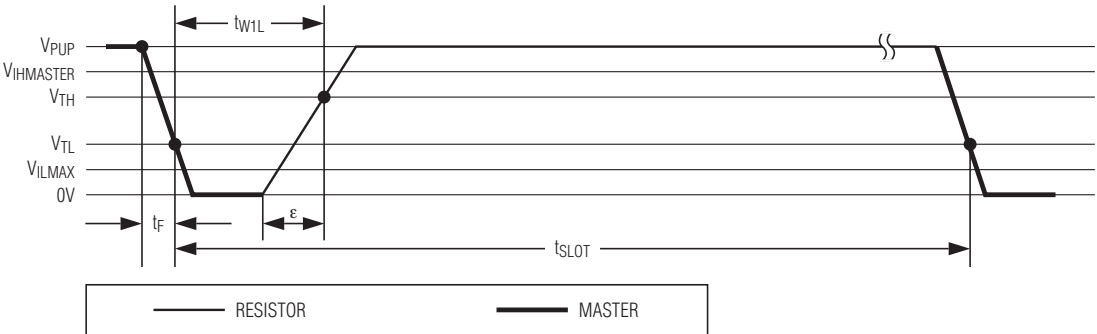 tW1L
VPUP
VIHMASTER
VTH
VTL
VILMAX
0V
tF
ε
tSLOT
RESISTOR MASTER